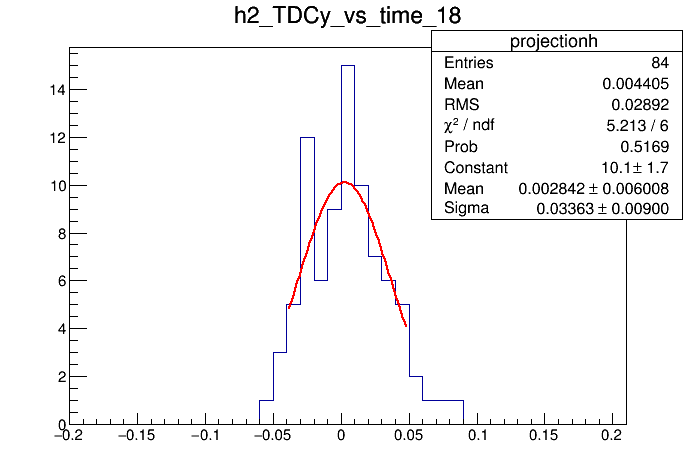 h2_TDCy_vs_time_18
projectionh
Entries 84
Mean 0.004405
RMS 0.02892
χ² / ndf 5.213 / 6
Prob 0.5169
Constant 10.1 ± 1.7
Mean 0.002842 ± 0.006008
Sigma 0.03363 ± 0.00900
14
12
10
8
6
4
2
0
−0.2 −0.15 −0.1 −0.05 0 0.05 0.1 0.15 0.2